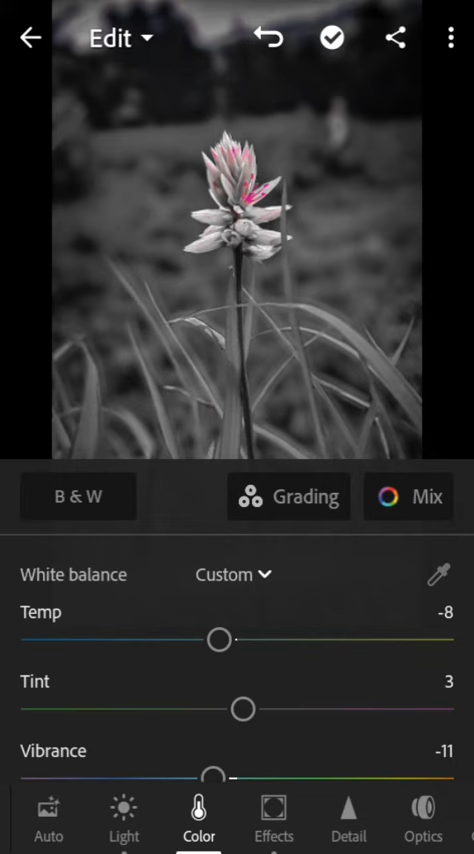 Edit
B & W
Grading
Mix
White balance
Custom
Temp
-8
Tint
3
Vibrance
-11
Auto
Light
Color
Effects
Detail
Optics